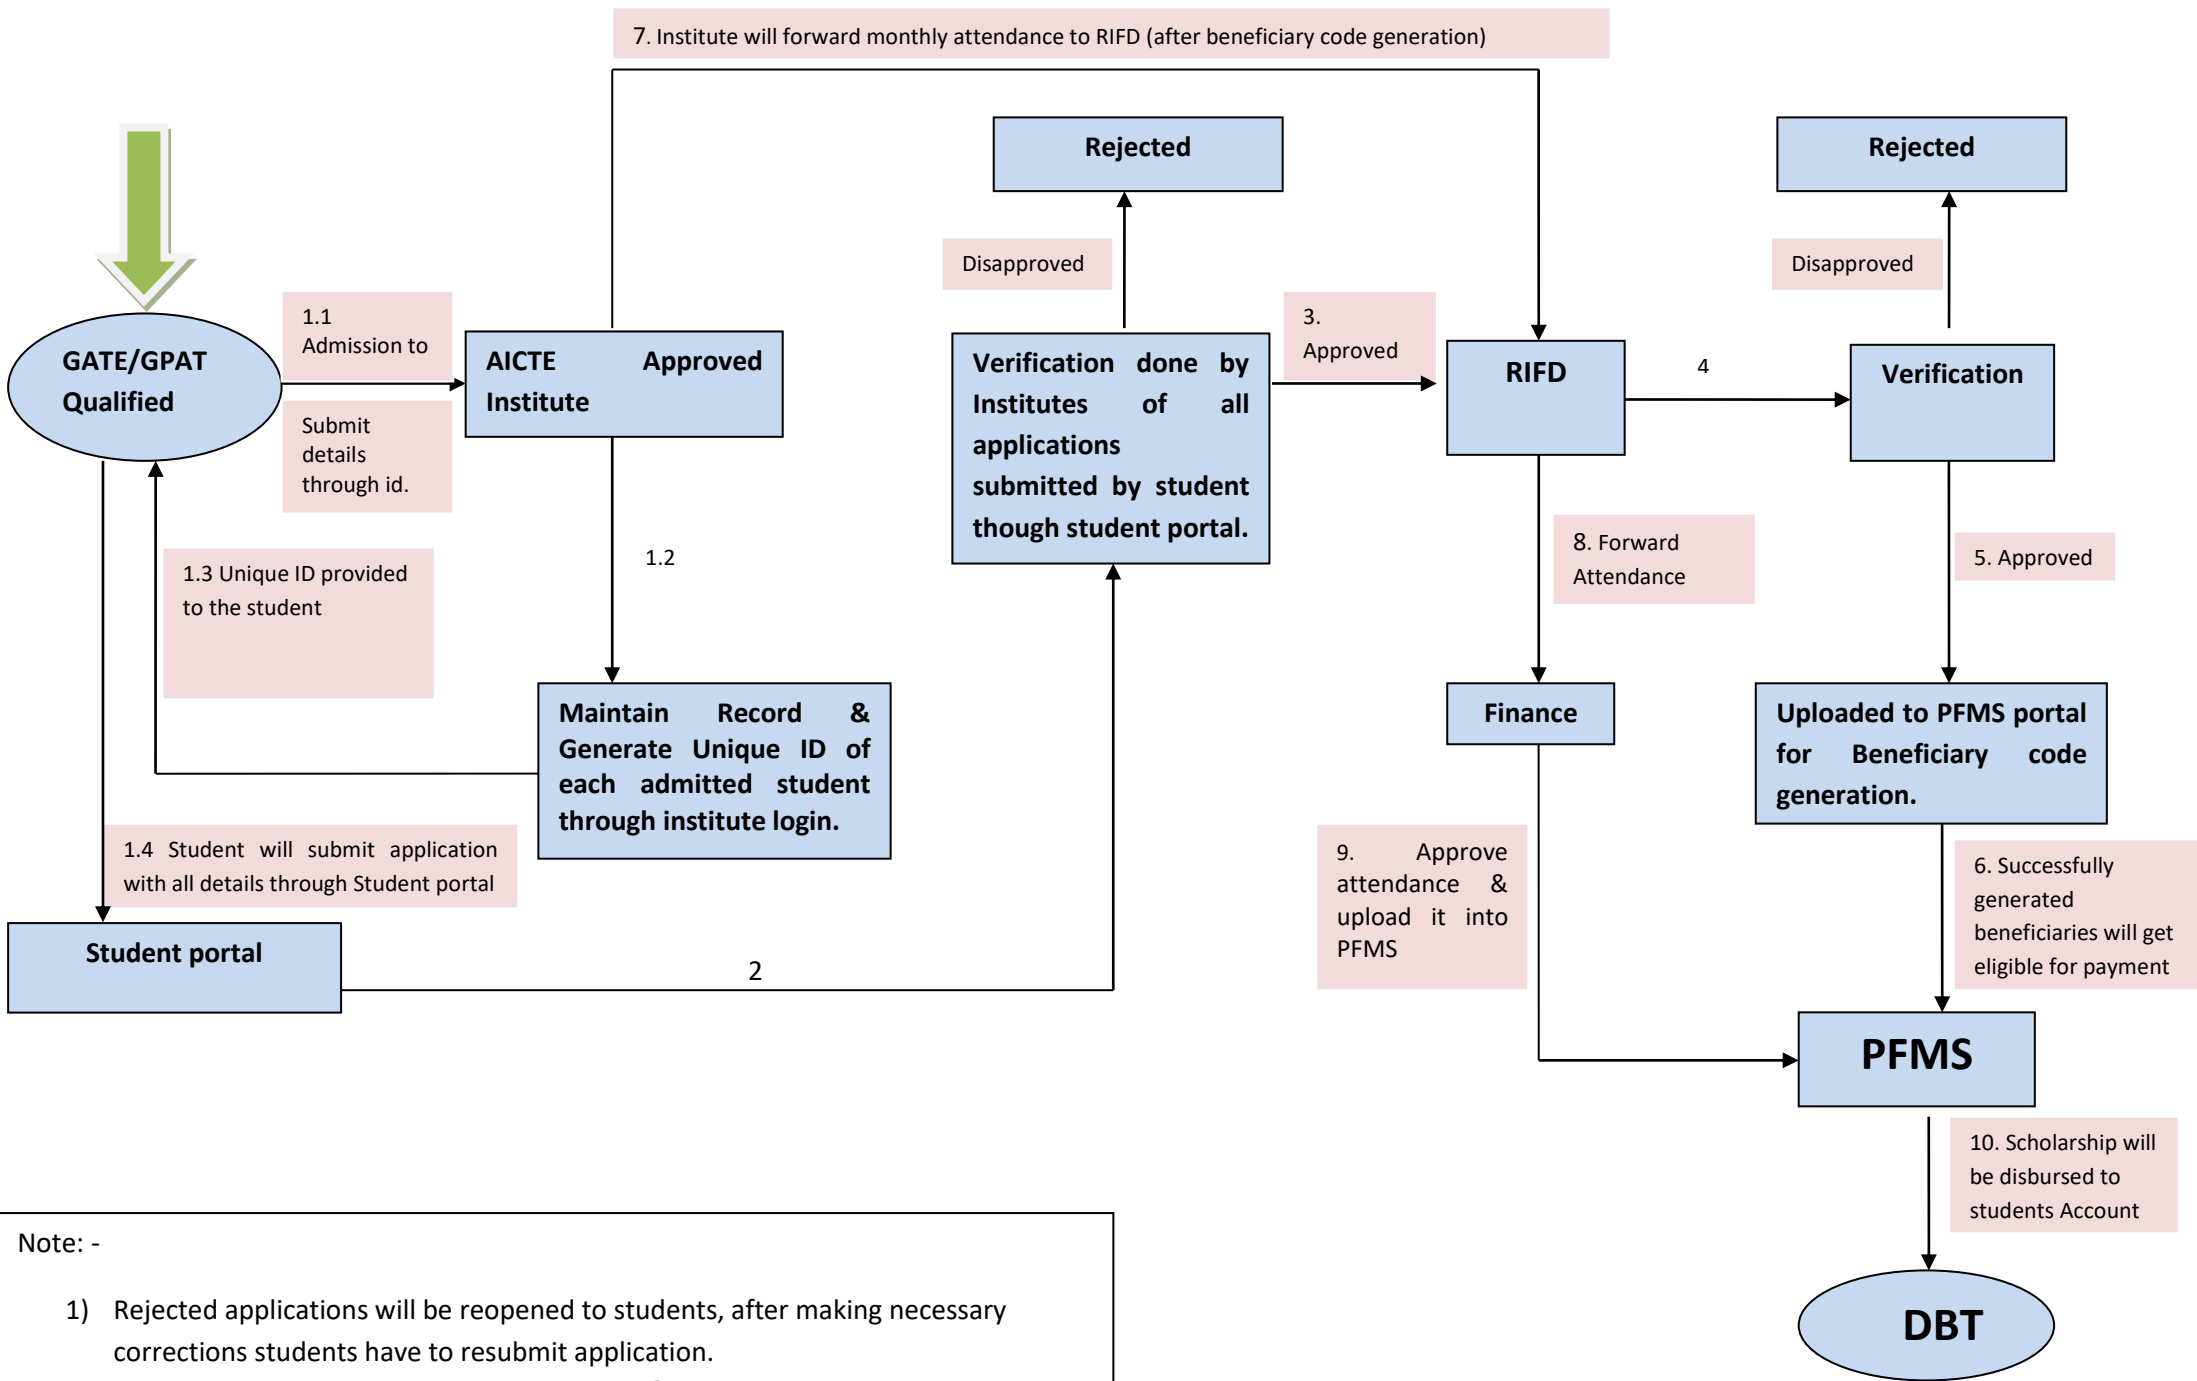 7. Institute will forward monthly attendance to RIFD (after beneficiary code generation)
Rejected
Rejected
Disapproved
Disapproved
1.1
Admission to
3.
Approved
GATE/GPAT
Qualified
AICTE Approved
Institute
Verification done by
Institutes of all
applications
submitted by student
though student portal.
RIFD
4
Verification
Submit
details
through id.
1.3 Unique ID provided
to the student
1.2
8. Forward
Attendance
5. Approved
Maintain Record &
Generate Unique ID of
each admitted student
through institute login.
Finance
Uploaded to PFMS portal
for Beneficiary code
generation.
1.4 Student will submit application
with all details through Student portal
9. Approve
attendance &
upload it into
PFMS
6. Successfully
generated
beneficiaries will get
eligible for payment
Student portal
2
PFMS
10. Scholarship will
be disbursed to
students Account
DBT
Note: -
1) Rejected applications will be reopened to students, after making necessary
corrections students have to resubmit application.